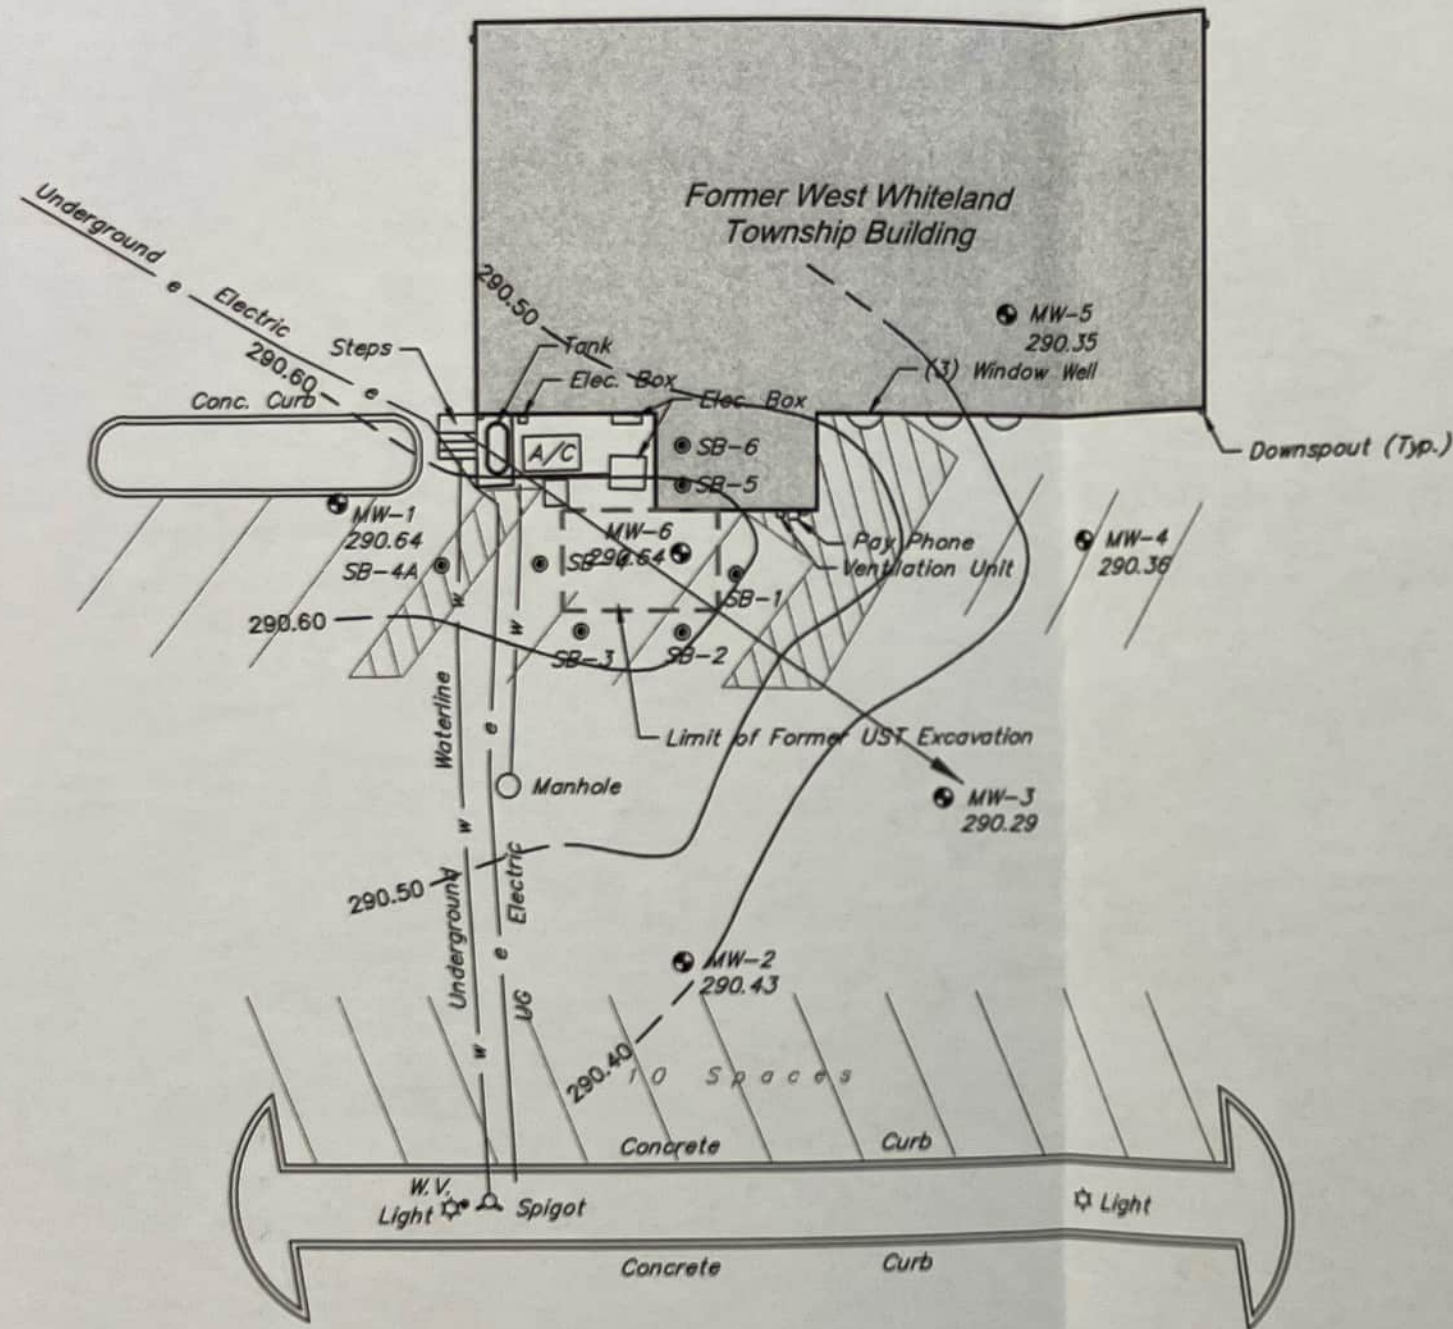 Former West Whiteland
Township Building
Underground
e
Electric
e
290.50
MW-5
290.35
290.60
Steps
Tank
(3) Window Well
Elec. Box
Elec. Box
Conc. Curb
A/C
SB-6
Downspout (Typ.)
SB-5
MW-1
290.64
MW-6
290.64
Pay Phone
MW-4
290.36
SB-4A
Ventilation Unit
SB-1
w
w
290.60
SB-3
SB-2
Waterline
e
Limit of Former UST Excavation
Manhole
MW-3
290.29
w
290.50
Underground
Electric
e
UG
w
MW-2
290.43
290.40
10 Spaces
Concrete Curb
W.V.
Light
Spigot
Light
Concrete Curb